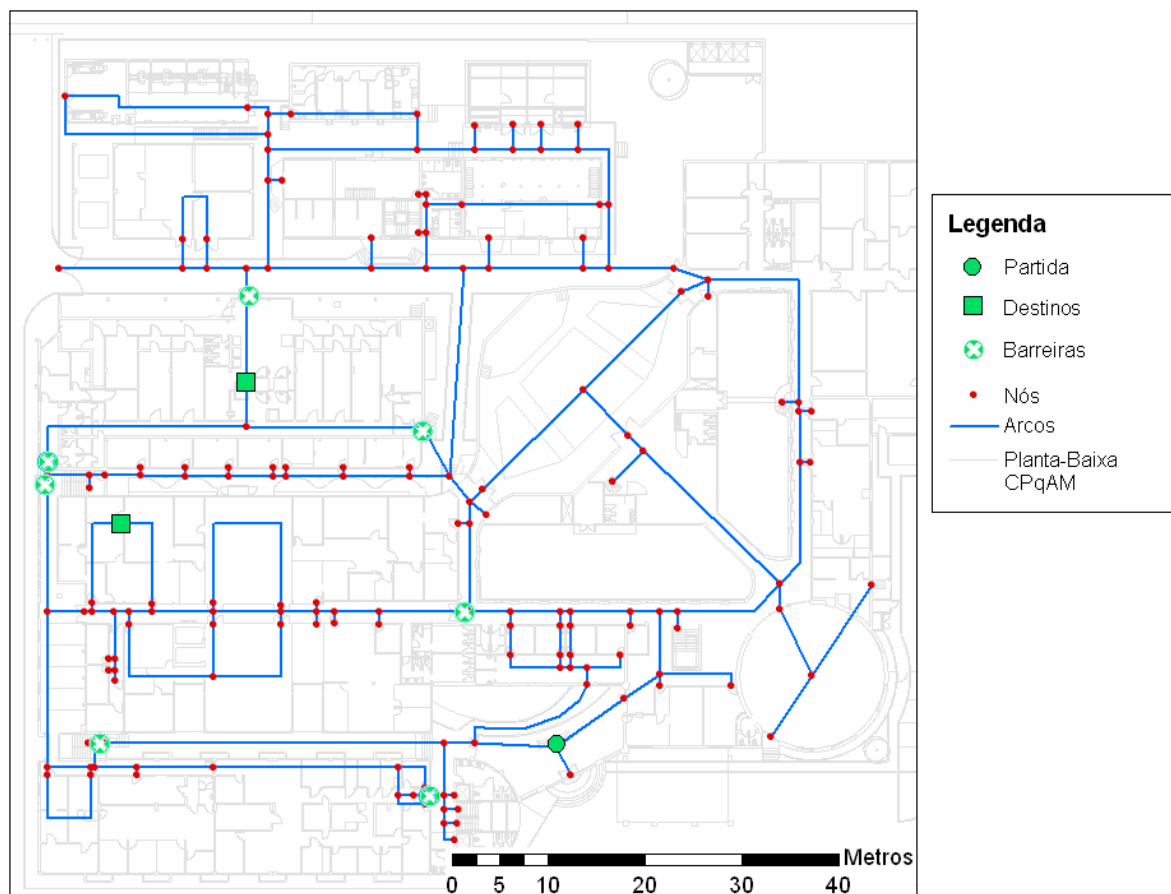 Legenda
Partida
Destinos
Barreiras
Nós
Arcos
Planta-Baixa
CPqAM
Metros
0 5 10 20 30 40